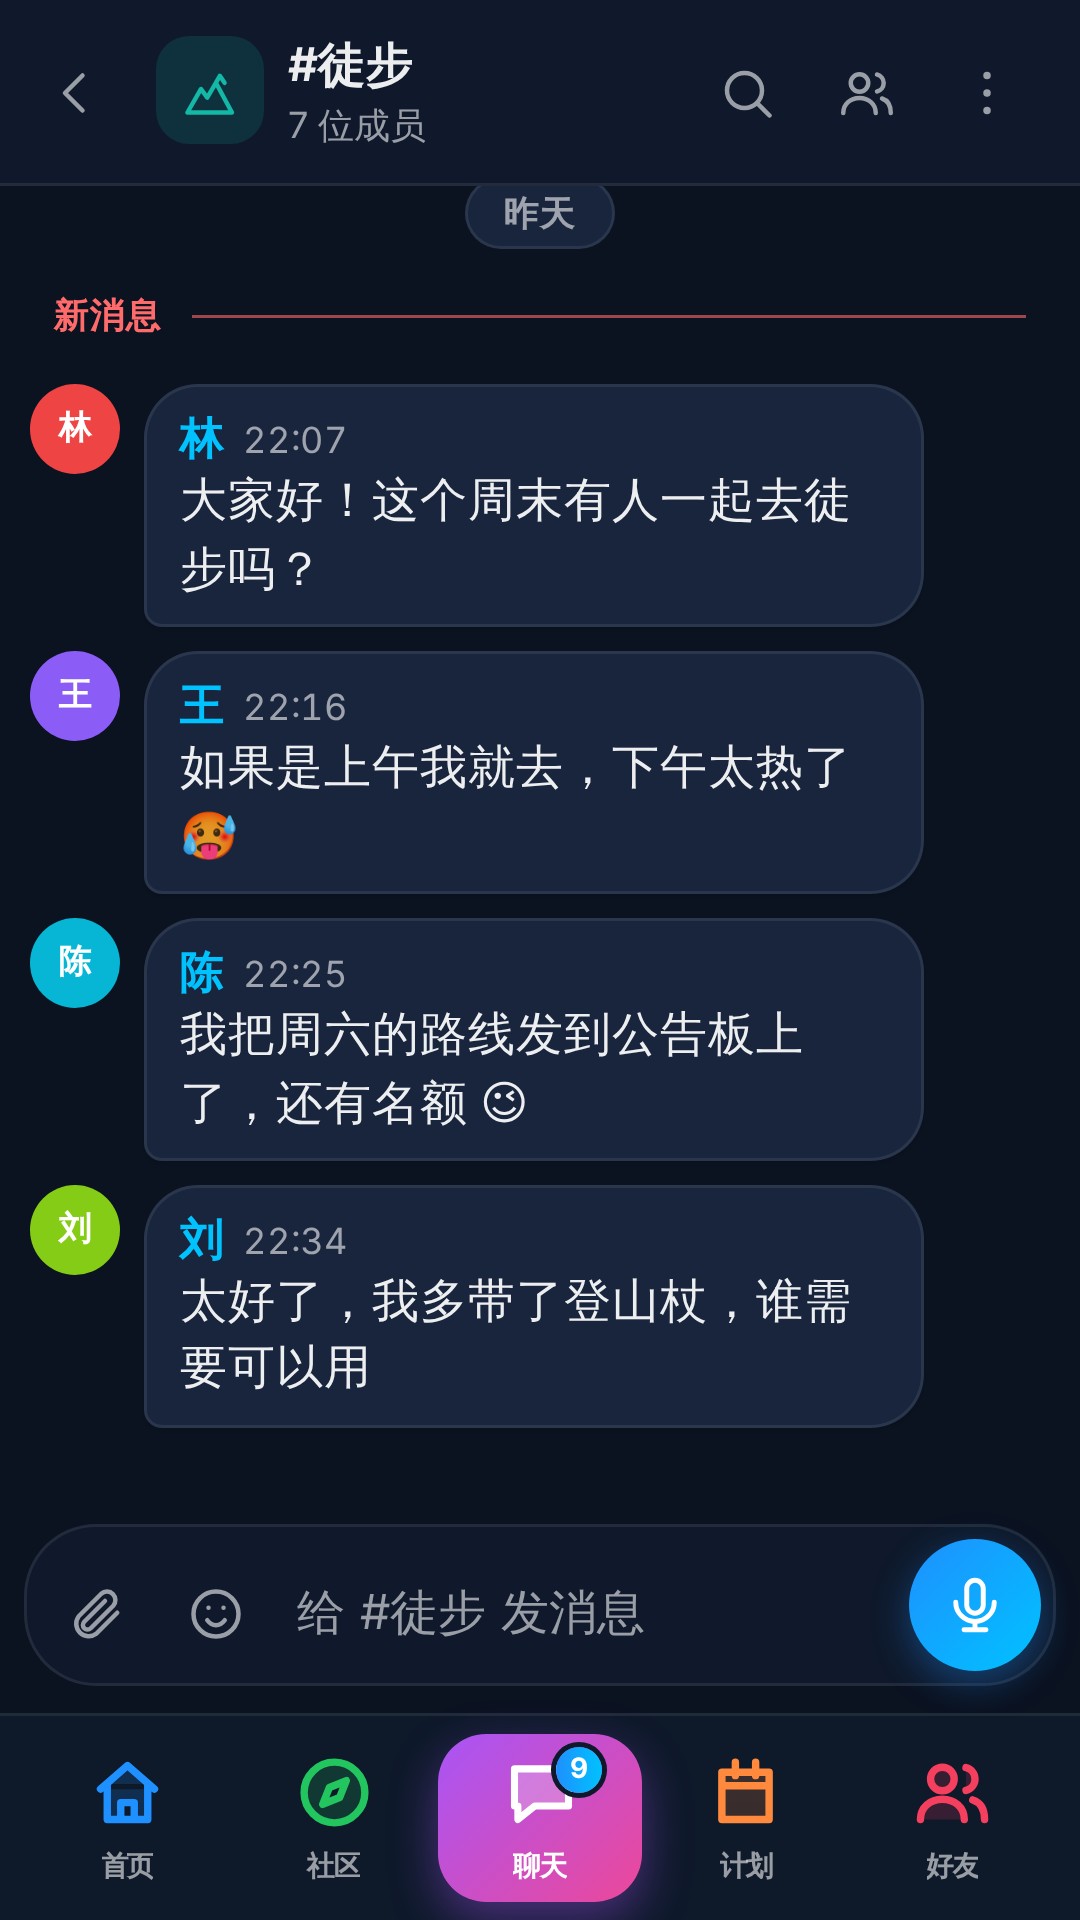 #徒步
7 位成员
昨天
新消息
林
林 22:07
大家好！这个周末有人一起去徒
步吗？
王
王 22:16
如果是上午我就去，下午太热了
🥵
陈
陈 22:25
我把周六的路线发到公告板上
了，还有名额 😉
刘
刘 22:34
太好了，我多带了登山杖，谁需
要可以用
给 #徒步 发消息
9
首页
社区
聊天
计划
好友